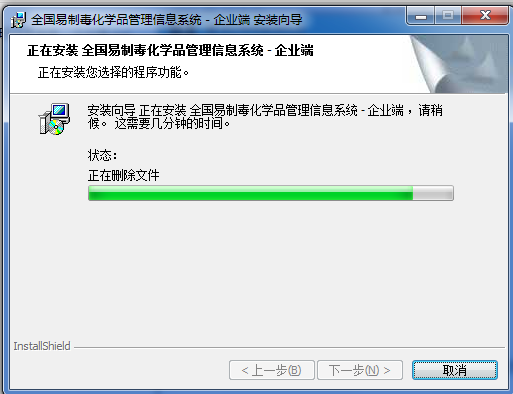 全国易制毒化学品管理信息系统 - 企业端 安装向导
正在安装 全国易制毒化学品管理信息系统 - 企业端
正在安装您选择的程序功能。
安装向导 正在安装 全国易制毒化学品管理信息系统 - 企业端 ，请稍
候。 这需要几分钟的时间。
状态：
正在删除文件
InstallShield
< 上一步(B)
下一步(N) >
取消